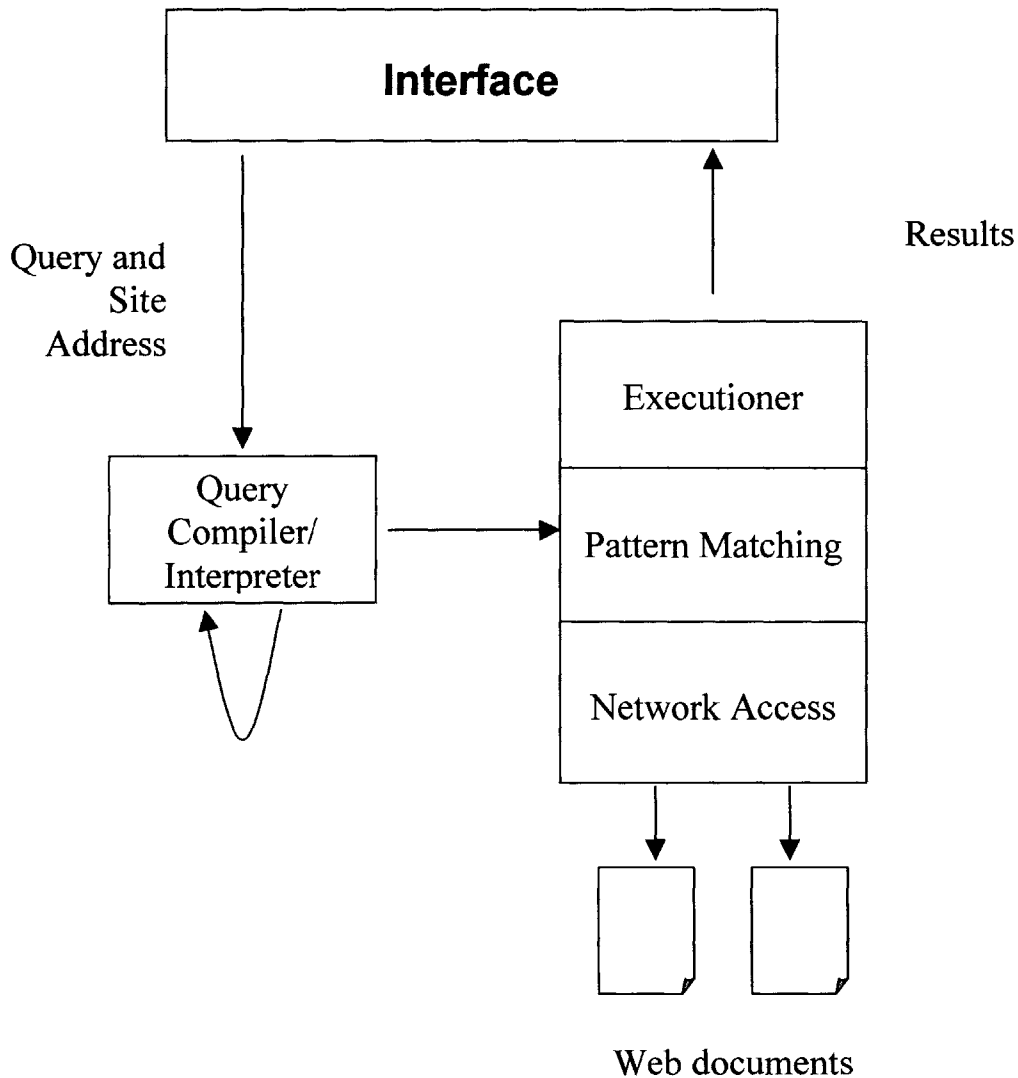 Interface
Query and
Site
Address
Results
Executioner
Query
Compiler/
Interpreter
Pattern Matching
Network Access
Web documents